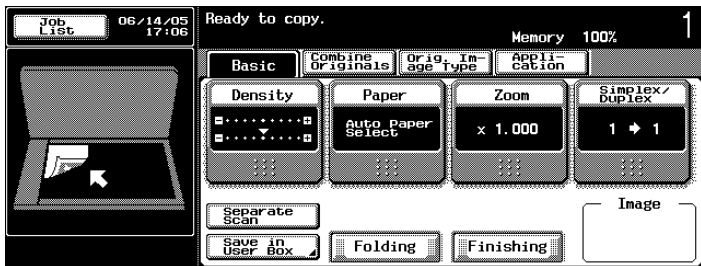 Job
List
06/14/05
17:06
Ready to copy.
Memory 100%
1
Basic
Combine
Originals
Orig. Im-
age Type
Appli-
cation
Density
Paper
Auto Paper
Select
Zoom
× 1.000
Simplex/
Duplex
1 → 1
Separate
Scan
Save in
User Box
Folding
Finishing
Image